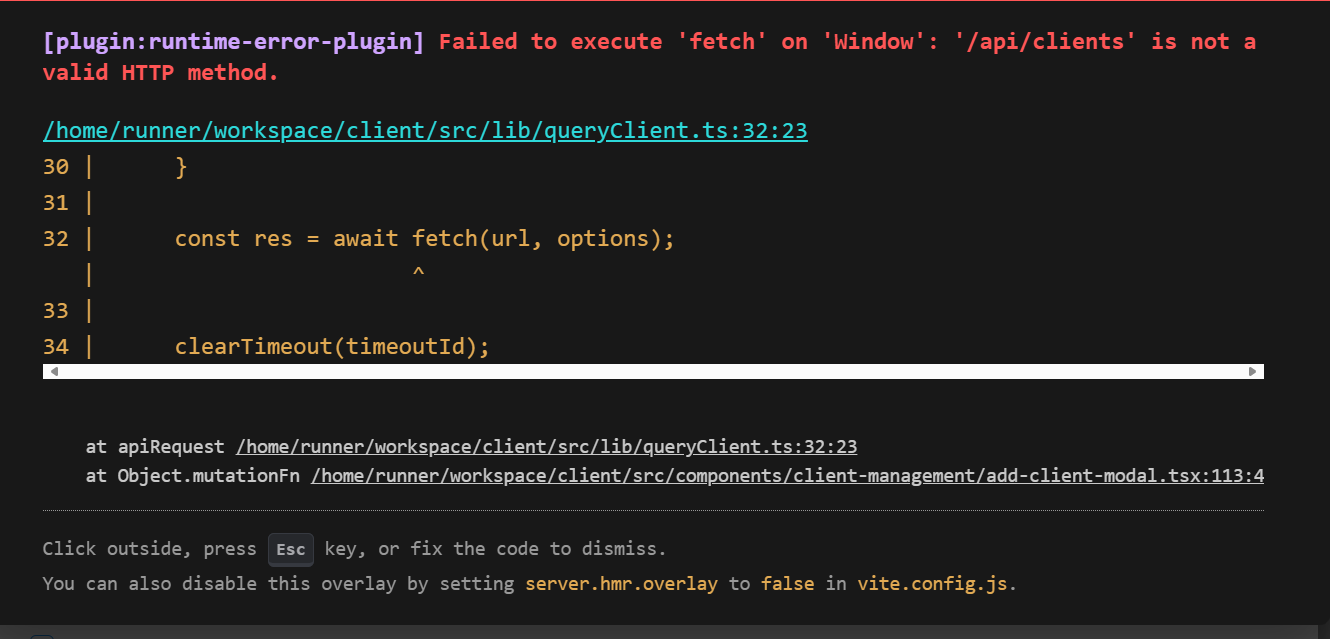 [plugin:runtime-error-plugin] Failed to execute 'fetch' on 'Window': '/api/clients' is not a
valid HTTP method.
/home/runner/workspace/client/src/lib/queryClient.ts:32:23
30 |      }
31 |
32 |      const res = await fetch(url, options);
   |                        ^
33 |
34 |      clearTimeout(timeoutId);
at apiRequest /home/runner/workspace/client/src/lib/queryClient.ts:32:23
at Object.mutationFn /home/runner/workspace/client/src/components/client-management/add-client-modal.tsx:113:4
Click outside, press Esc key, or fix the code to dismiss.
You can also disable this overlay by setting server.hmr.overlay to false in vite.config.js.